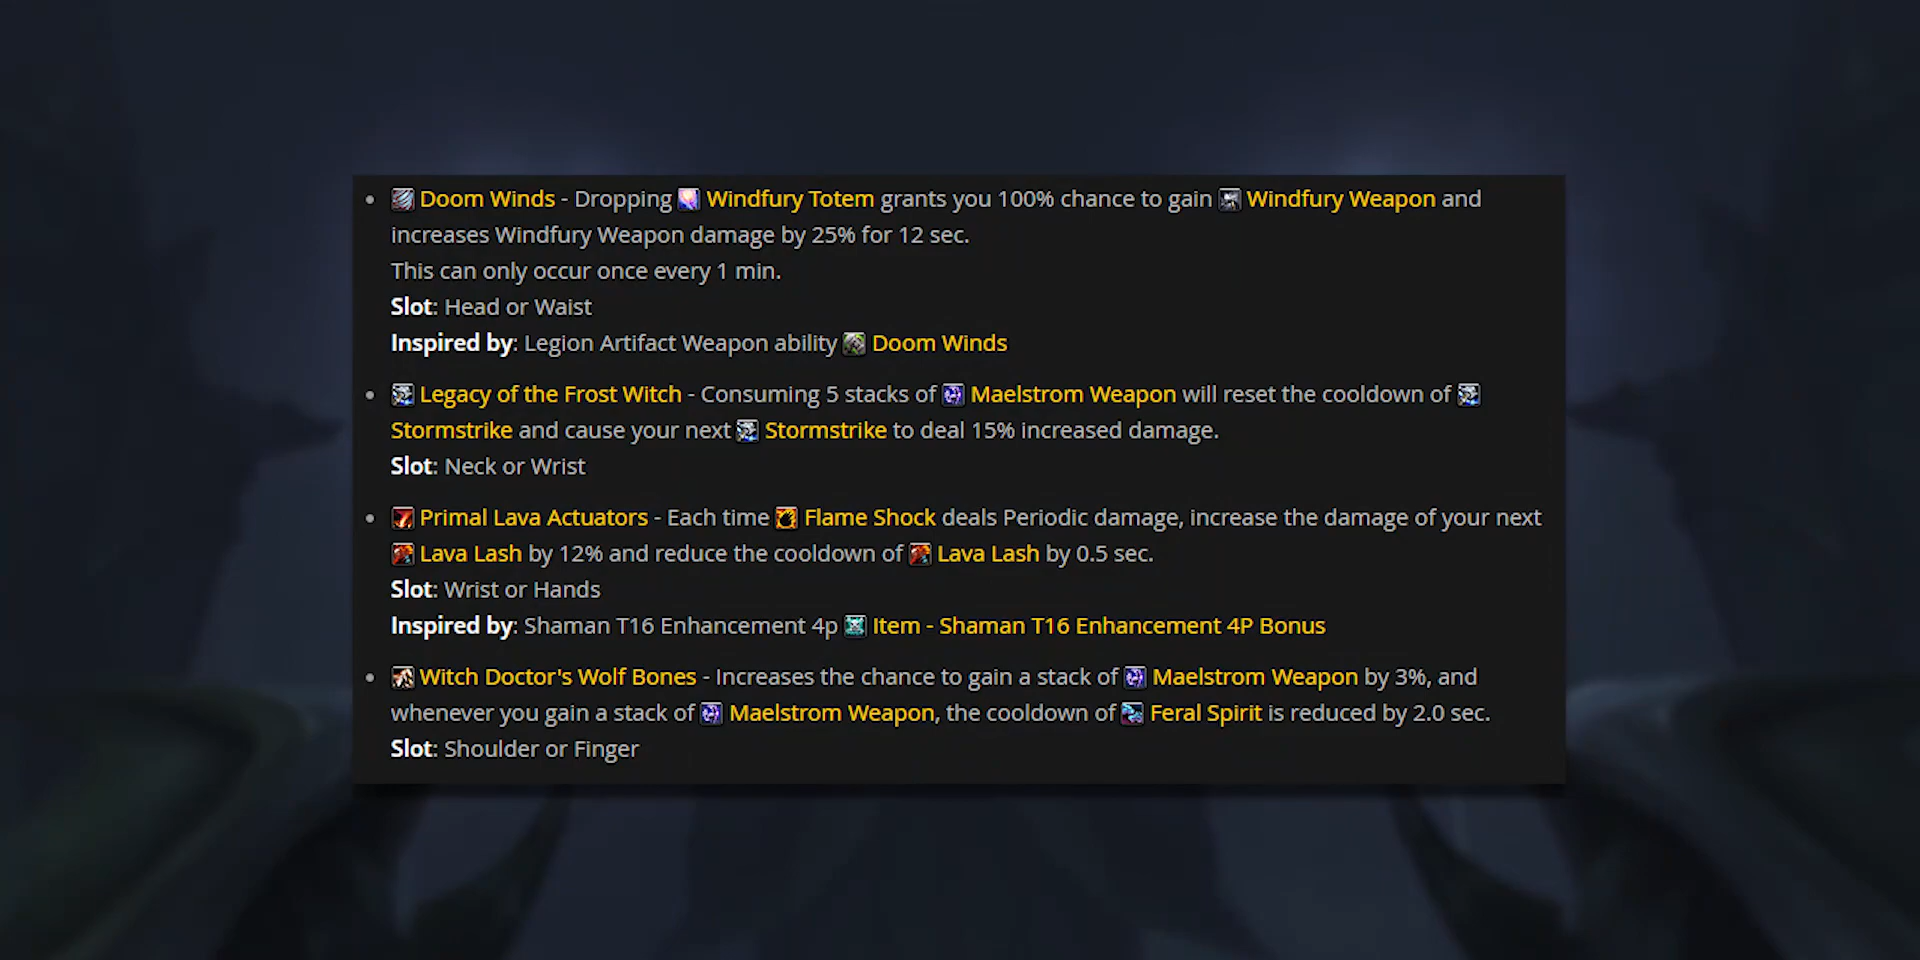 Doom Winds - Dropping Windfury Totem grants you 100% chance to gain Windfury Weapon and
increases Windfury Weapon damage by 25% for 12 sec.
This can only occur once every 1 min.
Slot: Head or Waist
Inspired by: Legion Artifact Weapon ability Doom Winds
Legacy of the Frost Witch - Consuming 5 stacks of Maelstrom Weapon will reset the cooldown of
Stormstrike and cause your next Stormstrike to deal 15% increased damage.
Slot: Neck or Wrist
Primal Lava Actuators - Each time Flame Shock deals Periodic damage, increase the damage of your next
Lava Lash by 12% and reduce the cooldown of Lava Lash by 0.5 sec.
Slot: Wrist or Hands
Inspired by: Shaman T16 Enhancement 4p Item - Shaman T16 Enhancement 4P Bonus
Witch Doctor's Wolf Bones - Increases the chance to gain a stack of Maelstrom Weapon by 3%, and
whenever you gain a stack of Maelstrom Weapon, the cooldown of Feral Spirit is reduced by 2.0 sec.
Slot: Shoulder or Finger